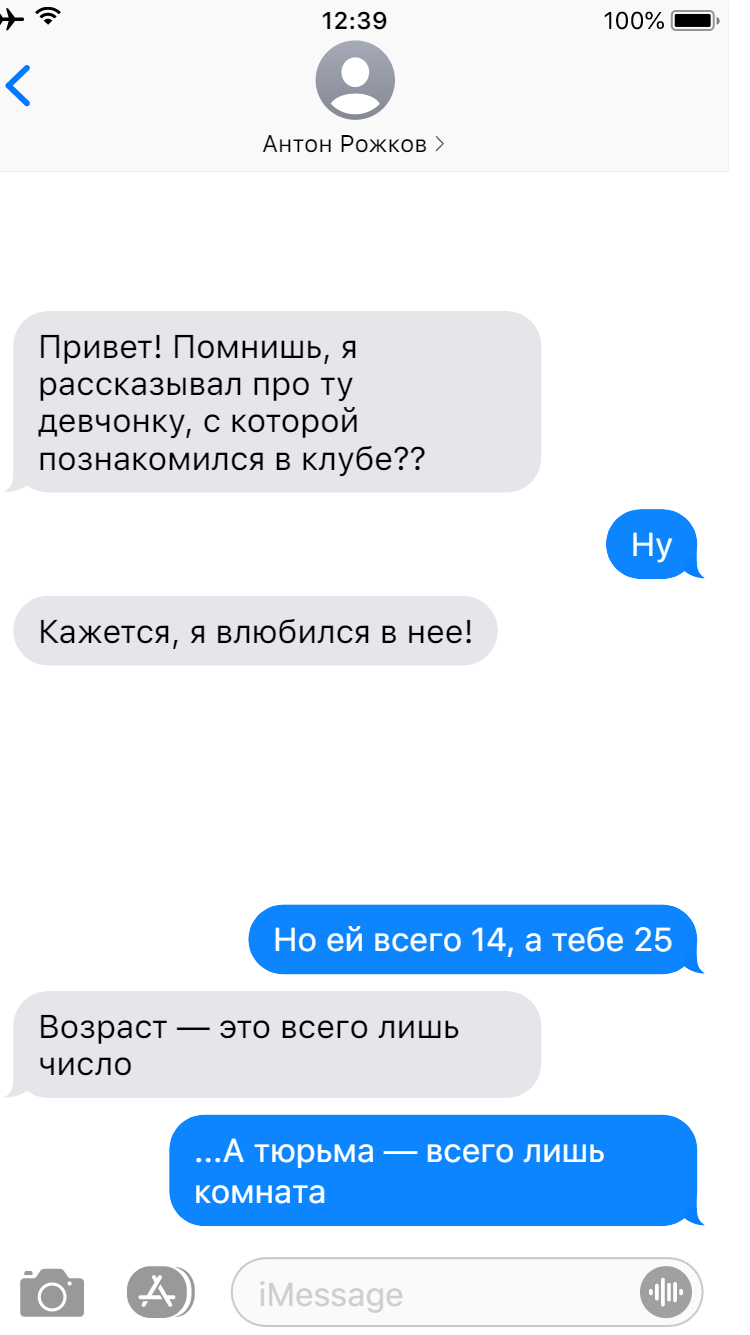 12:39
100%
Антон Рожков
Привет! Помнишь, я
рассказывал про ту
девчонку, с которой
познакомился в клубе??
Ну
Кажется, я влюбился в нее!
Но ей всего 14, а тебе 25
Возраст — это всего лишь
число
...А тюрьма — всего лишь
комната
iMessage